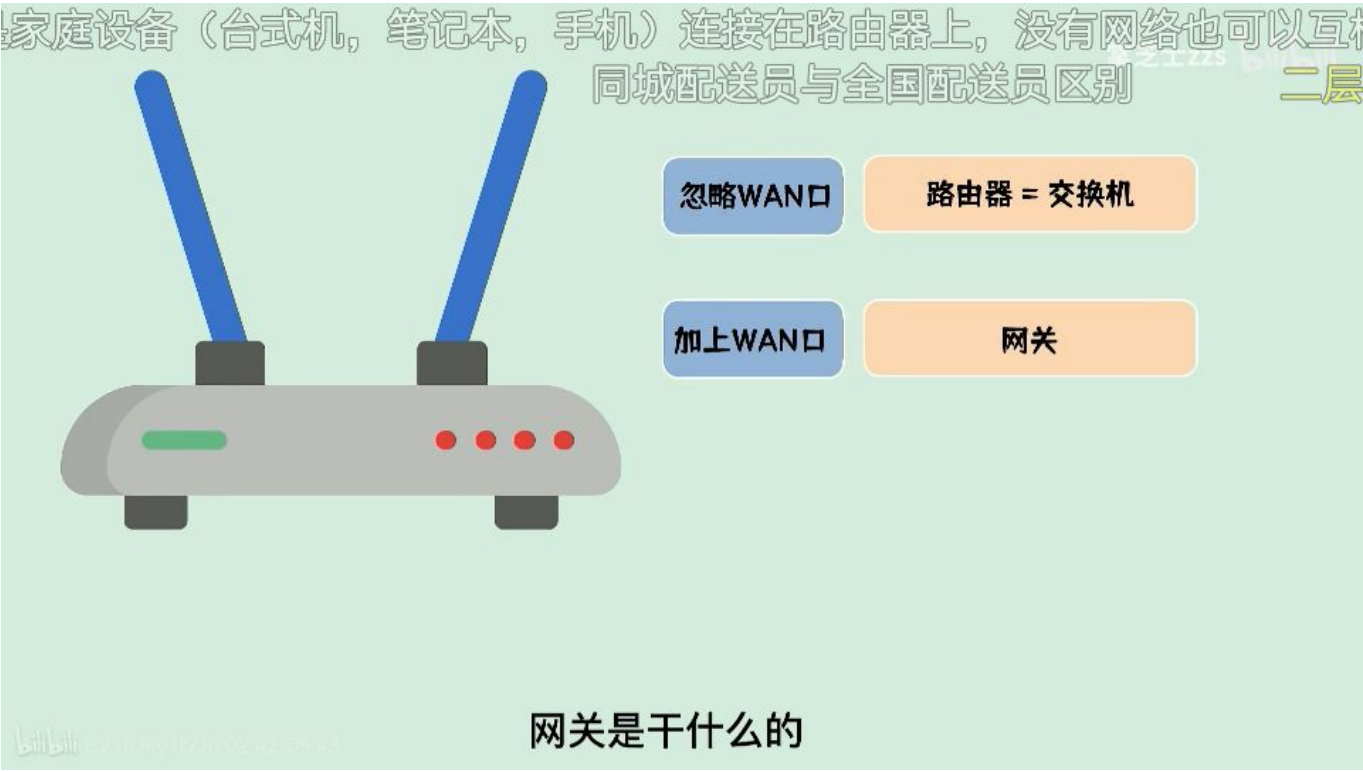 家庭设备（台式机，笔记本，手机）连接在路由器上，没有网络也可以互
同城配送员与全国配送员区别
二层
bilibili
忽略WAN口
路由器 = 交换机
加上WAN口
网关
网关是干什么的
bilibili